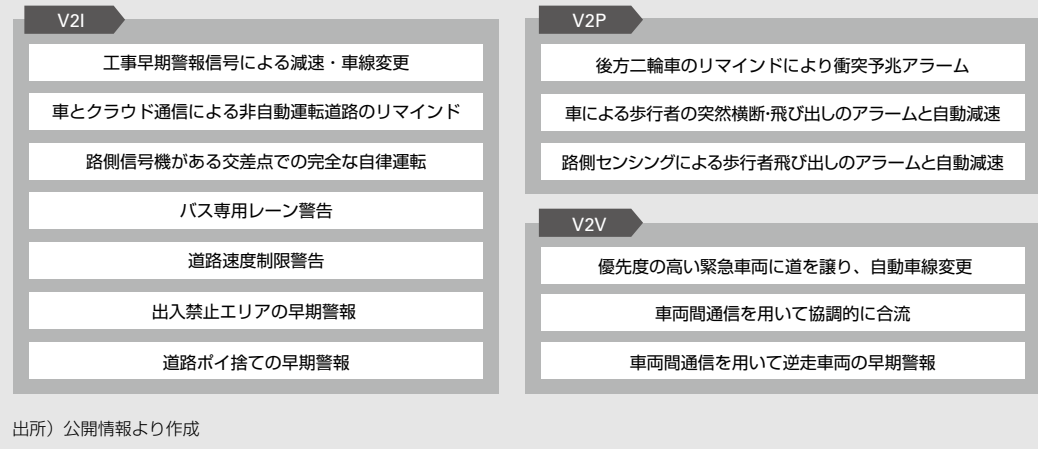 V2I
工事早期警報信号による減速・車線変更
車とクラウド通信による非自動運転道路のリマインド
路側信号機がある交差点での完全な自律運転
バス専用レーン警告
道路速度制限警告
出入禁止エリアの早期警報
道路ポイ捨ての早期警報
V2P
後方二輪車のリマインドにより衝突予兆アラーム
車による歩行者の突然横断・飛び出しのアラームと自動減速
路側センシングによる歩行者飛び出しのアラームと自動減速
V2V
優先度の高い緊急車両に道を譲り、自動車線変更
車両間通信を用いて協調的に合流
車両間通信を用いて逆走車両の早期警報
出所）公開情報より作成